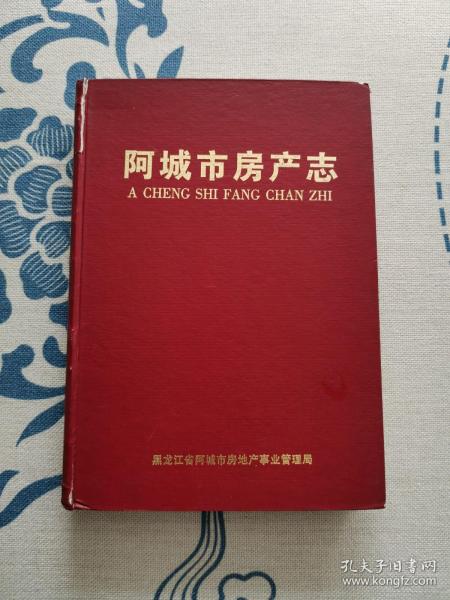 阿城市房产志
A CHENG SHI FANG CHAN ZHI
黑龙江省阿城市房地产事业管理局
孔夫子旧书网
www.kongfz.com